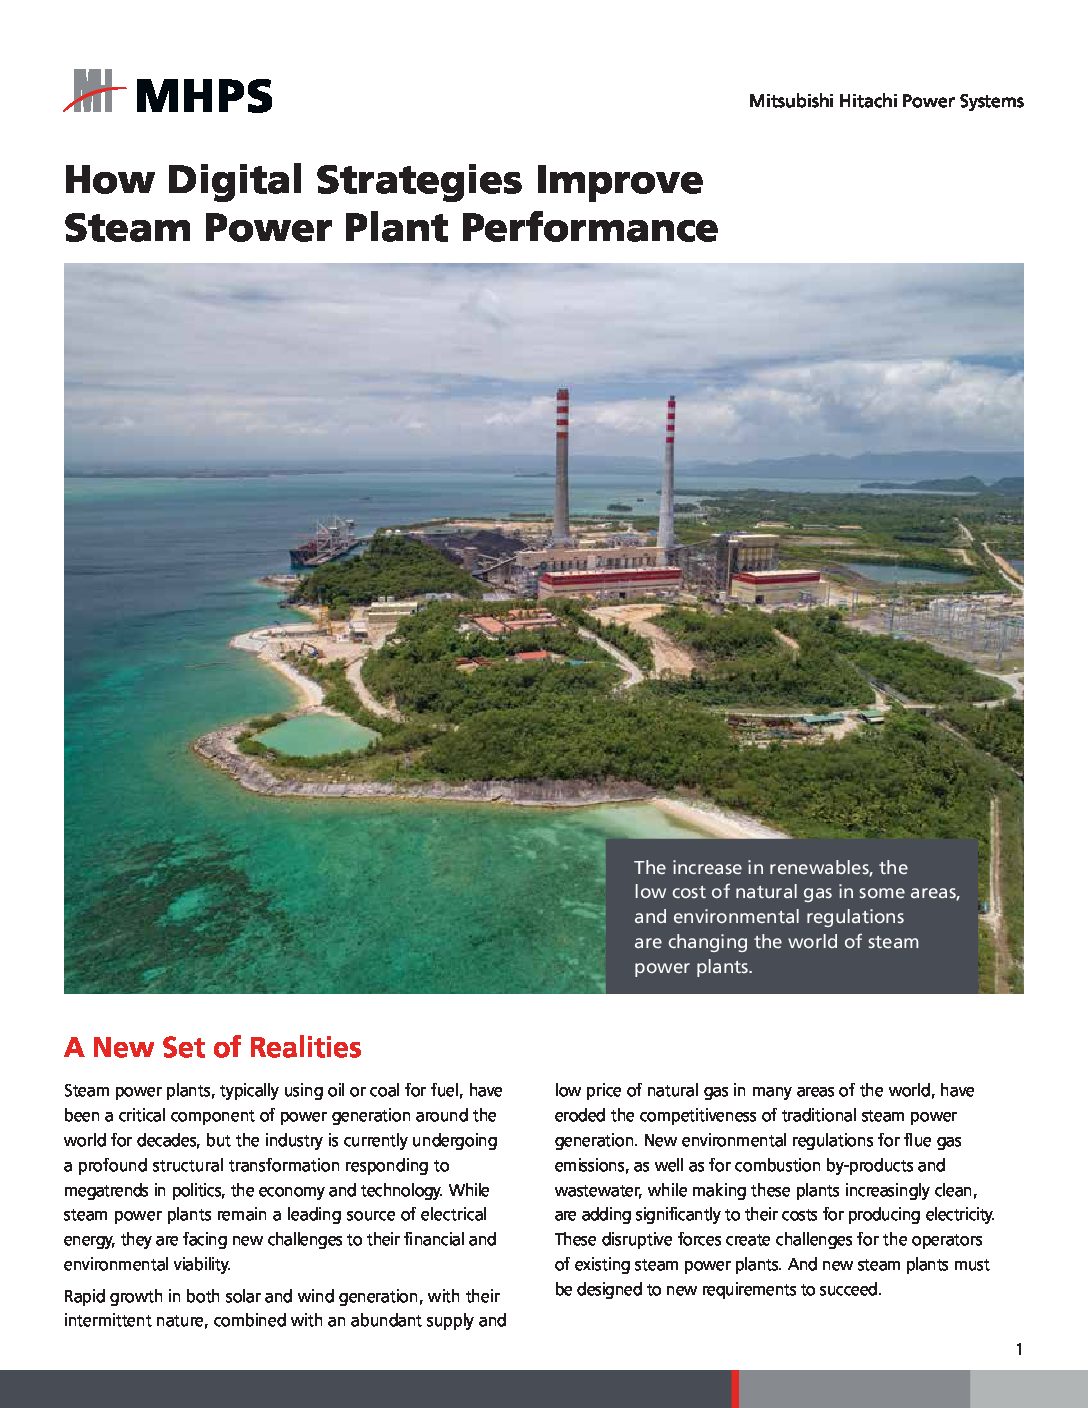 MHPS
Mitsubishi Hitachi Power Systems
How Digital Strategies Improve
Steam Power Plant Performance
The increase in renewables, the
low cost of natural gas in some areas,
and environmental regulations
are changing the world of steam
power plants.
A New Set of Realities
Steam power plants, typically using oil or coal for fuel, have
been a critical component of power generation around the
world for decades, but the industry is currently undergoing
a profound structural transformation responding to
megatrends in politics, the economy and technology. While
steam power plants remain a leading source of electrical
energy, they are facing new challenges to their financial and
environmental viability.
Rapid growth in both solar and wind generation, with their
intermittent nature, combined with an abundant supply and
low price of natural gas in many areas of the world, have
eroded the competitiveness of traditional steam power
generation. New environmental regulations for flue gas
emissions, as well as for combustion by-products and
wastewater, while making these plants increasingly clean,
are adding significantly to their costs for producing electricity.
These disruptive forces create challenges for the operators
of existing steam power plants. And new steam plants must
be designed to new requirements to succeed.
1